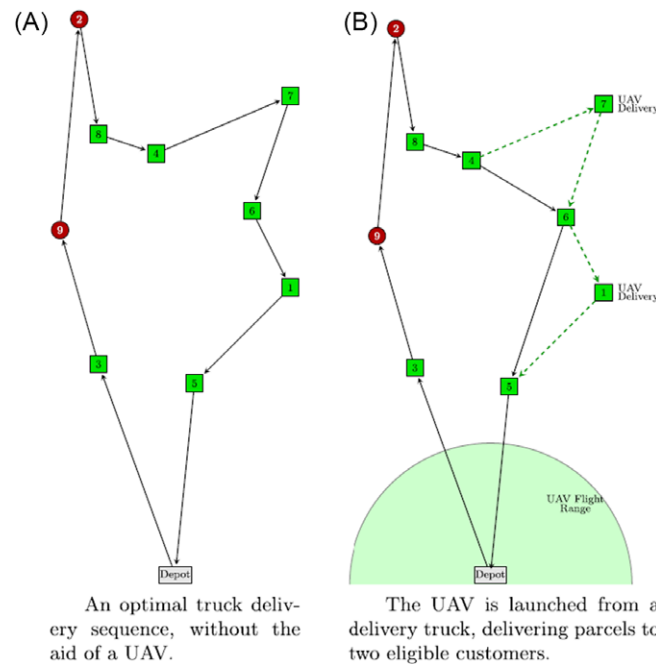 (A)
2
7
8
4
6
9
1
3
5
Depot
An optimal truck deliv-
ery sequence, without the
aid of a UAV.
(B)
2
7
UAV
Delivery
8
4
6
9
1
UAV
Delivery
3
5
UAV Flight
Range
Depot
The UAV is launched from a
delivery truck, delivering parcels to
two eligible customers.